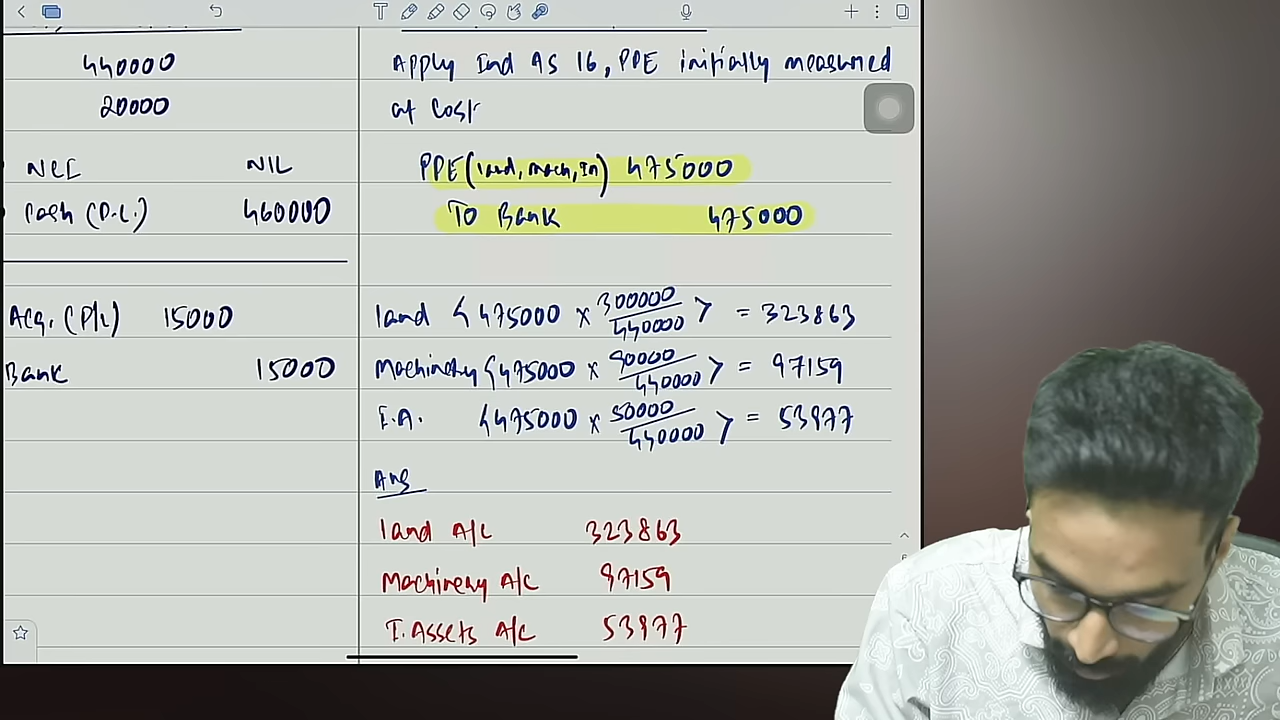 440000
20000
NCI NIL
Cash (P.C.) 460000
Acq. (P/L) 15000
Bank 15000
Apply Ind AS 16, PPE initially measured
at Cost
PPE (land, mach, In) 475000
To Bank 475000
land { 475000 × 300000/440000 } = 323863
Machinery { 475000 × 90000/440000 } = 97159
I.A. { 475000 × 50000/440000 } = 53977
Ans
land A/C 323863
Machinery A/C 97159
I. Assets A/C 53977